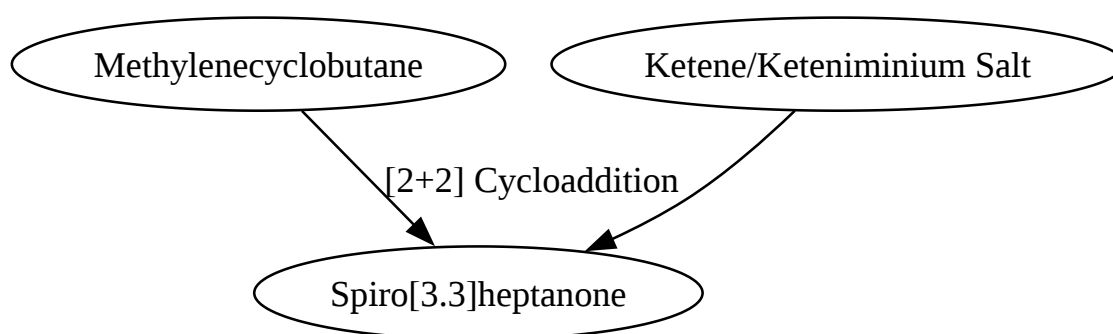 Methylenecyclobutane
Ketene/Keteniminium Salt
[2+2] Cycloaddition
Spiro[3.3]heptanone